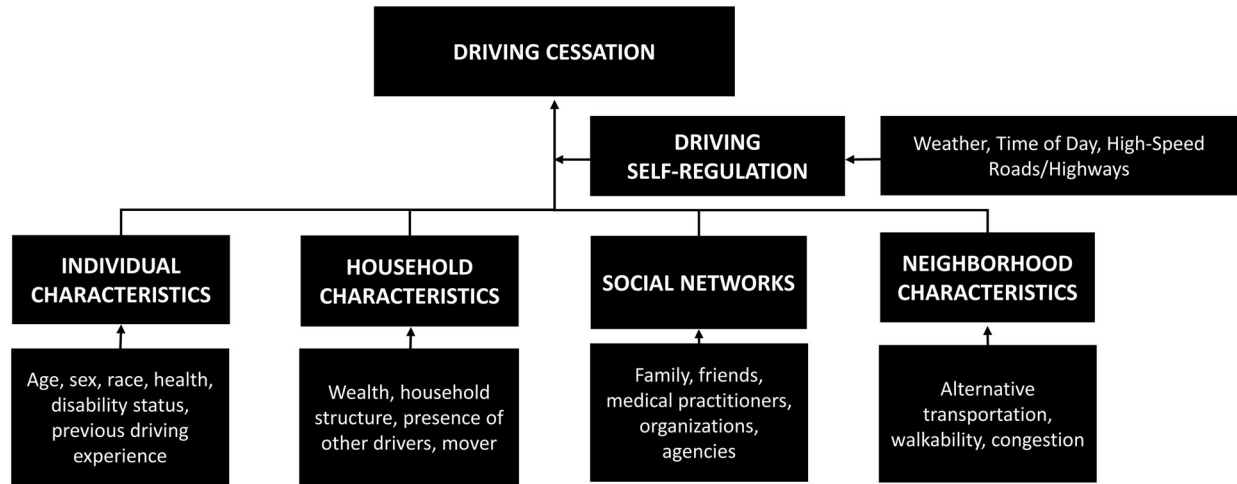 DRIVING CESSATION
DRIVING
SELF-REGULATION
Weather, Time of Day, High-Speed
Roads/Highways
INDIVIDUAL
CHARACTERISTICS
HOUSEHOLD
CHARACTERISTICS
SOCIAL NETWORKS
NEIGHBORHOOD
CHARACTERISTICS
Age, sex, race, health,
disability status,
previous driving
experience
Wealth, household
structure, presence of
other drivers, mover
Family, friends,
medical practitioners,
organizations,
agencies
Alternative
transportation,
walkability, congestion